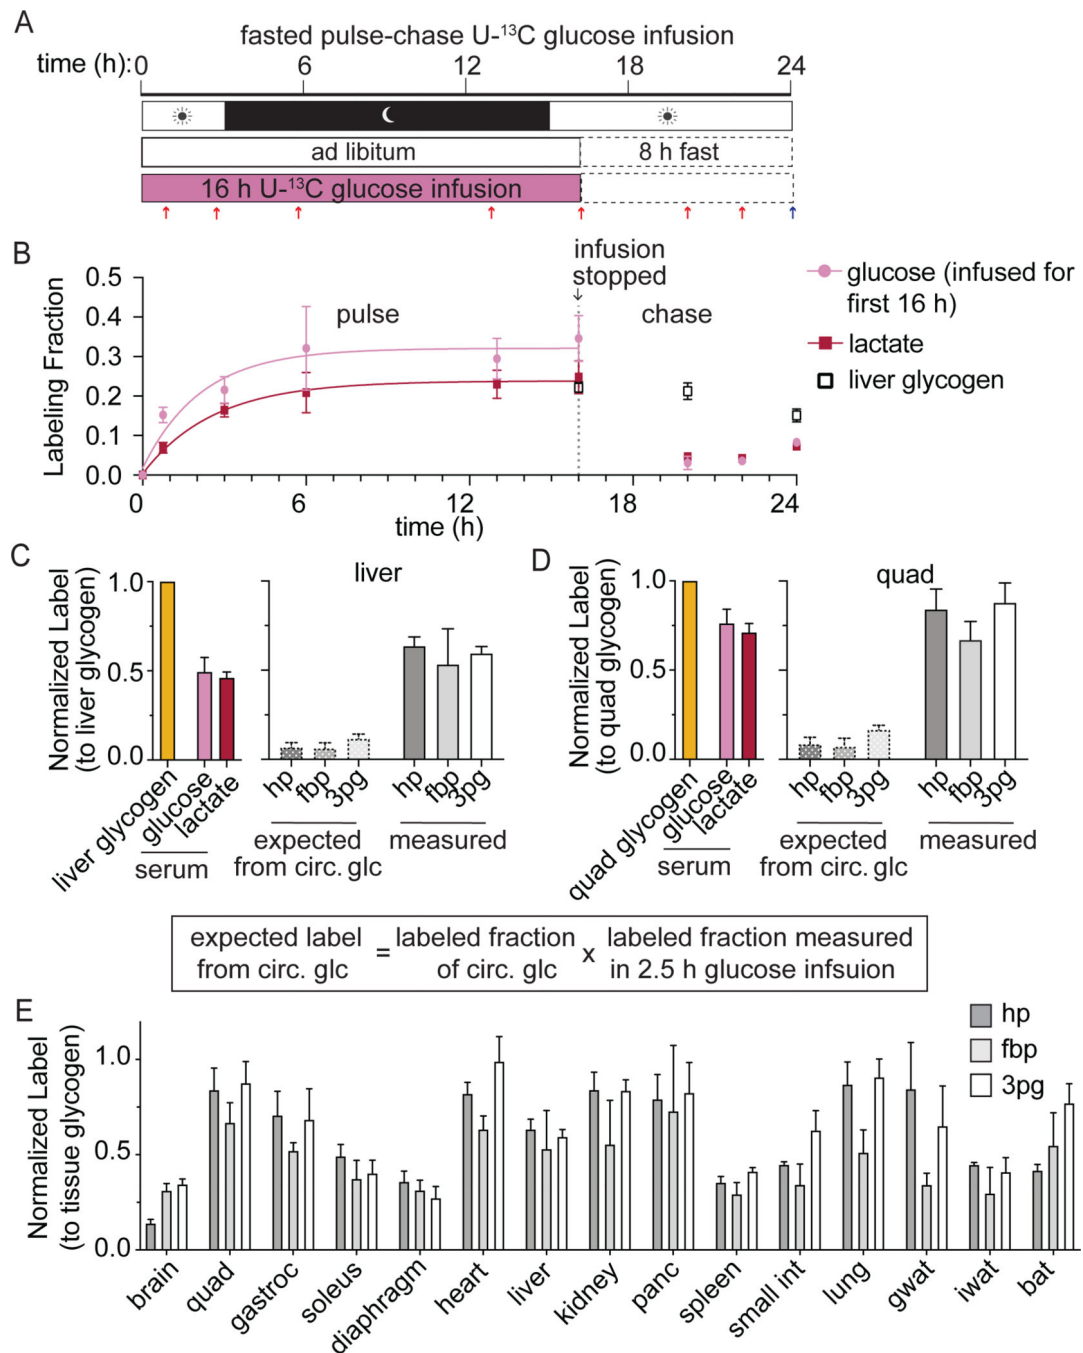 A
fasted pulse-chase U-¹³C glucose infusion
time (h):
0 6 12 18 24
ad libitum
8 h fast
16 h U-¹³C glucose infusion
B
infusion
stopped
pulse
chase
Labeling Fraction
0.5
0.4
0.3
0.2
0.1
0.0
0 6 12 18 24
time (h)
glucose (infused for
first 16 h)
lactate
liver glycogen
C
liver
Normalized Label
(to liver glycogen)
1.0
0.5
0.0
liver glycogen
glucose
lactate
serum
hp
fbp
3pg
expected
from circ. glc
hp
fbp
3pg
measured
D
quad
Normalized Label
(to quad glycogen)
1.0
0.5
0.0
quad glycogen
glucose
lactate
serum
hp
fbp
3pg
expected
from circ. glc
hp
fbp
3pg
measured
expected label
from circ. glc
=
labeled fraction
of circ. glc
x
labeled fraction measured
in 2.5 h glucose infsuion
E
Normalized Label
(to tissue glycogen)
1.0
0.5
0.0
hp
fbp
3pg
brain
quad
gastroc
soleus
diaphragm
heart
liver
kidney
panc
spleen
small int
lung
gwat
iwat
bat